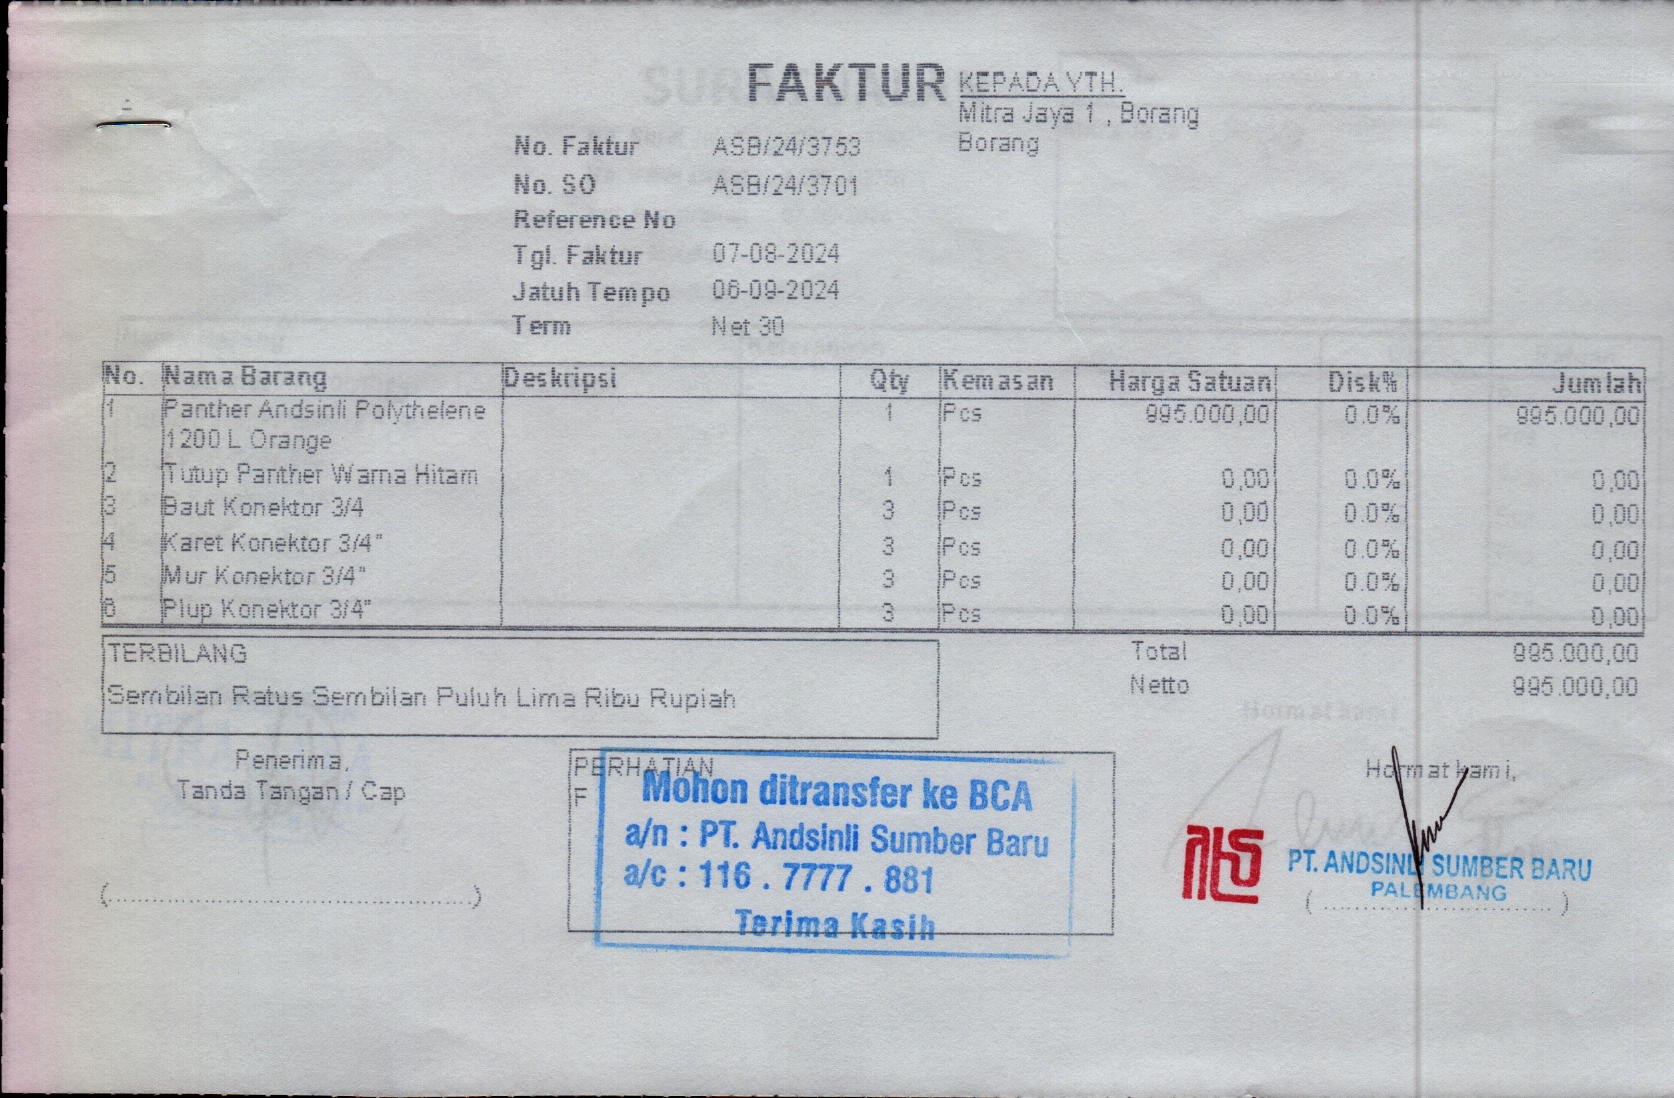 FAKTUR
KEPADA YTH.
Mitra Jaya 1 , Borang
Borang
No. Faktur ASB/24/3753
No. SO ASB/24/3701
Reference No
Tgl. Faktur 07-08-2024
Jatuh Tempo 06-09-2024
Term Net 30
No. Nama Barang Deskripsi Qty Kemasan Harga Satuan Disk% Jumlah
1 Panther Andsinli Polythelene 1 Pcs 995.000,00 0.0% 995.000,00
1200 L Orange
2 Tutup Panther Warna Hitam 1 Pcs 0,00 0.0% 0,00
3 Baut Konektor 3/4 3 Pcs 0,00 0.0% 0,00
4 Karet Konektor 3/4" 3 Pcs 0,00 0.0% 0,00
5 Mur Konektor 3/4" 3 Pcs 0,00 0.0% 0,00
6 Plup Konektor 3/4" 3 Pcs 0,00 0.0% 0,00
TERBILANG
Sembilan Ratus Sembilan Puluh Lima Ribu Rupiah
Total 995.000,00
Netto 995.000,00
Penerima,
Tanda Tangan / Cap
(..............................................)
PERHATIAN
F
Mohon ditransfer ke BCA
a/n : PT. Andsinli Sumber Baru
a/c : 116 . 7777 . 881
Terima Kasih
Hormat kami,
PT. ANDSINLI SUMBER BARU
PALEMBANG
( ............................. )